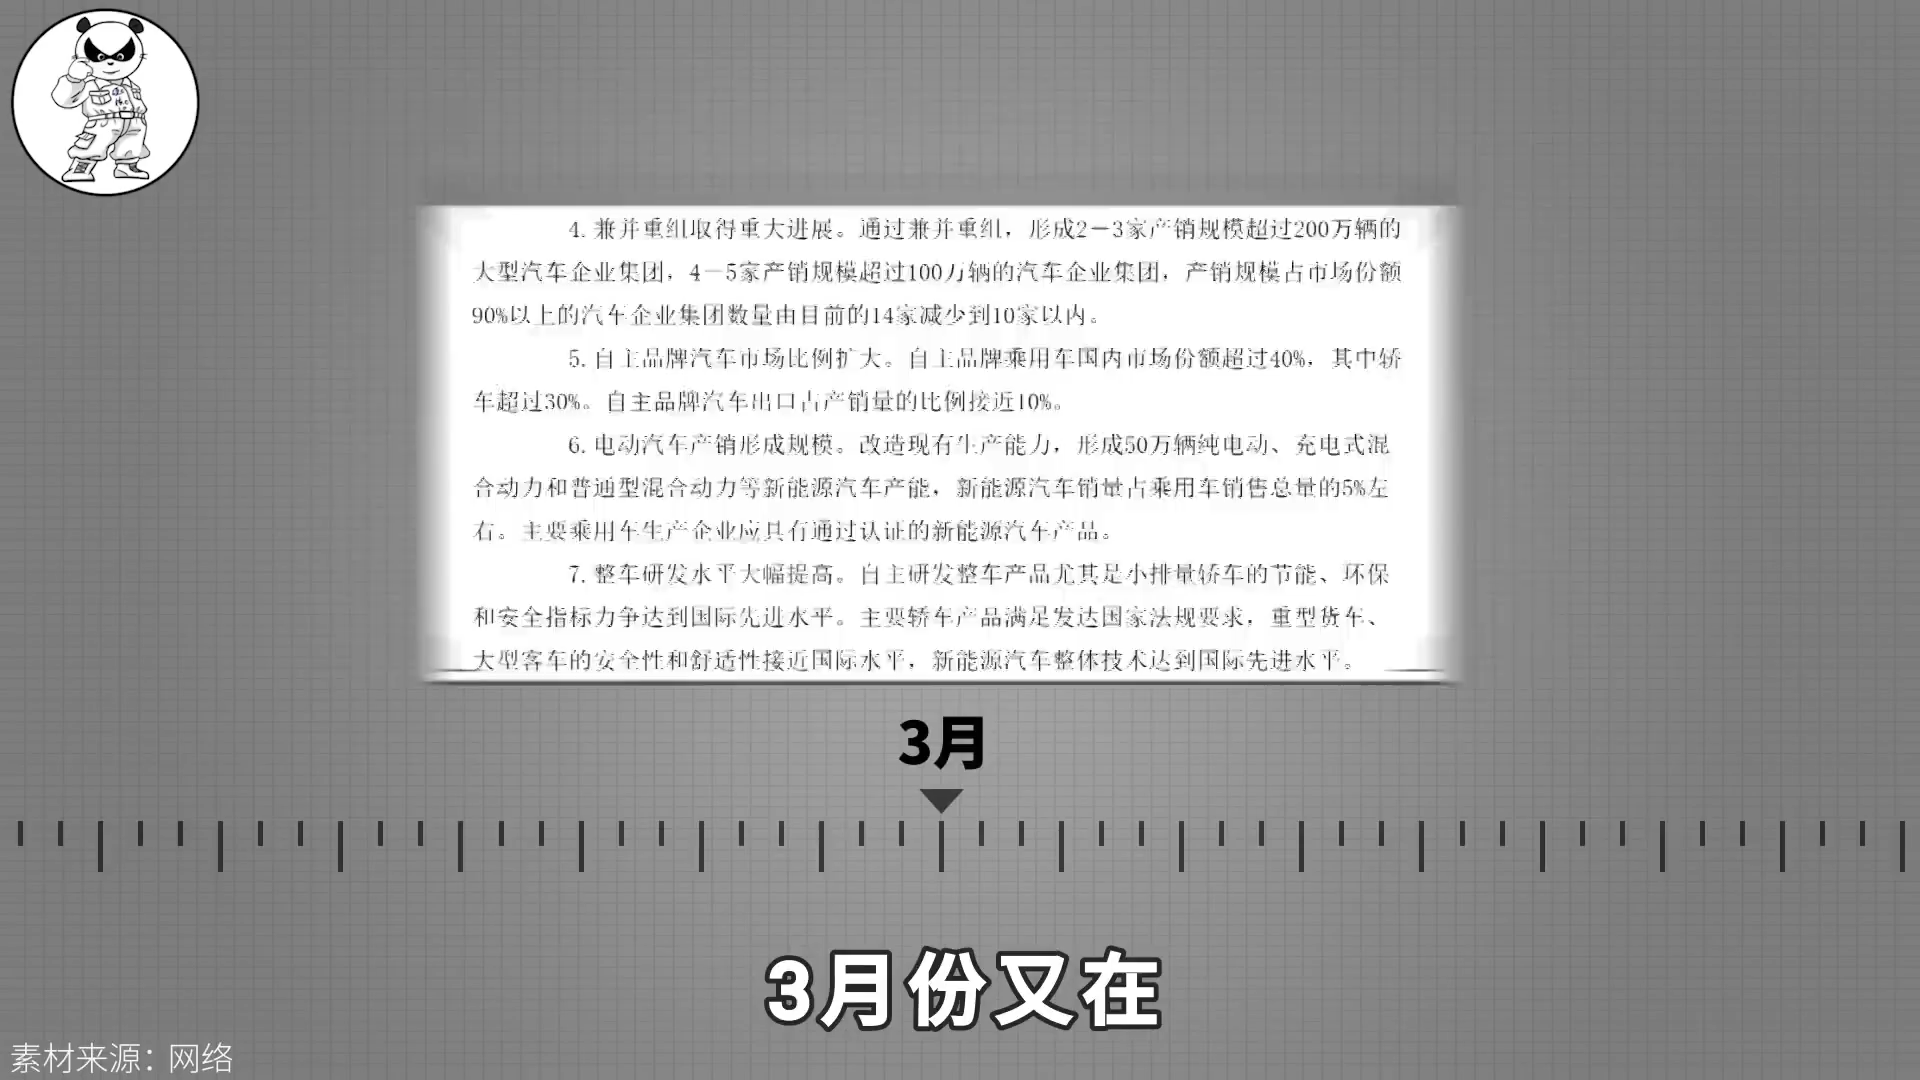 4. 兼并重组取得重大进展。通过兼并重组，形成2－3家产销规模超过200万辆的
大型汽车企业集团，4－5家产销规模超过100万辆的汽车企业集团，产销规模占市场份额
90%以上的汽车企业集团数量由目前的14家减少到10家以内。
5. 自主品牌汽车市场比例扩大。自主品牌乘用车国内市场份额超过40%，其中轿
车超过30%。自主品牌汽车出口占产销量的比例接近10%。
6. 电动汽车产销形成规模。改造现有生产能力，形成50万辆纯电动、充电式混
合动力和普通型混合动力等新能源汽车产能，新能源汽车销量占乘用车销售总量的5%左
右。主要乘用车生产企业应具有通过认证的新能源汽车产品。
7. 整车研发水平大幅提高。自主研发整车产品尤其是小排量轿车的节能、环保
和安全指标力争达到国际先进水平。主要轿车产品满足发达国家法规要求，重型货车、
大型客车的安全性和舒适性接近国际水平，新能源汽车整体技术达到国际先进水平。
3月
3月份又在
素材来源：网络